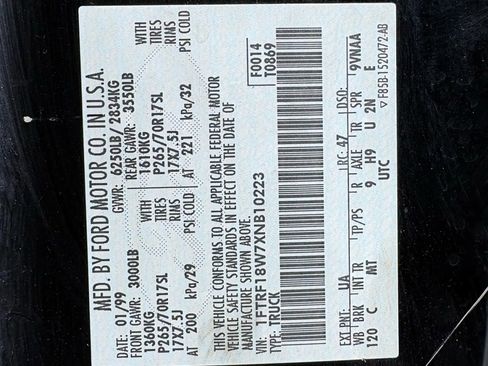 MFD. BY FORD MOTOR CO. IN U.S.A.
DATE: 01/99 GVWR: 6250LB/ 2834KG
FRONT GAWR: 3000LB REAR GAWR: 3550LB
1360KG WITH 1610KG WITH
P265/70R17SL TIRES P265/70R17SL TIRES
17X7.5J RIMS 17X7.5J RIMS
AT 200 kPa/29 PSI COLD AT 221 kPa/32 PSI COLD
THIS VEHICLE CONFORMS TO ALL APPLICABLE FEDERAL MOTOR
VEHICLE SAFETY STANDARDS IN EFFECT ON THE DATE OF
MANUFACTURE SHOWN ABOVE.
VIN: 1FTRF18W7XNB10223 F0014
TYPE: TRUCK T0869
EXT PNT: UA RC: 47 DSO:
WB BRK INT TR TP/PS R AXLE TR SPR 9VMAA
120 C MT 9 H9 U 2N E
UTC
▽ F85B-1520472-AB